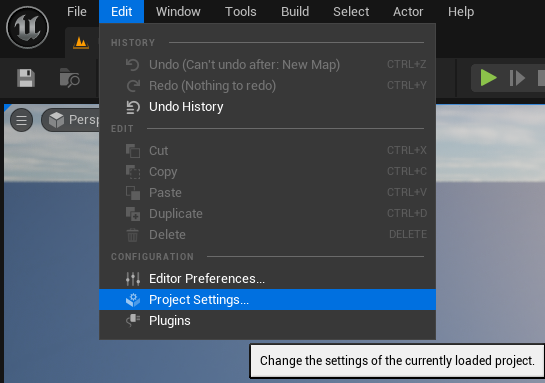 File Edit Window Tools Build Select Actor Help
HISTORY
Undo (Can't undo after: New Map) CTRL+Z
Redo (Nothing to redo) CTRL+Y
Undo History
Persp
EDIT
Cut CTRL+X
Copy CTRL+C
Paste CTRL+V
Duplicate CTRL+D
Delete DELETE
CONFIGURATION
Editor Preferences...
Project Settings...
Plugins
Change the settings of the currently loaded project.